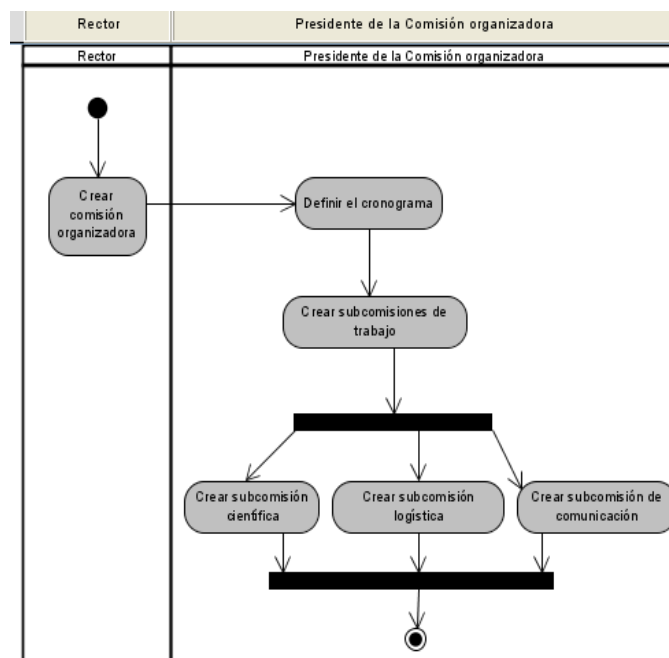 Rector
Presidente de la Comisión organizadora
Rector
Presidente de la Comisión organizadora
Crear
comisión
organizadora
Definir el cronograma
Crear subcomisiones de
trabajo
Crear subcomisión
científica
Crear subcomisión
logística
Crear subcomisión de
comunicación